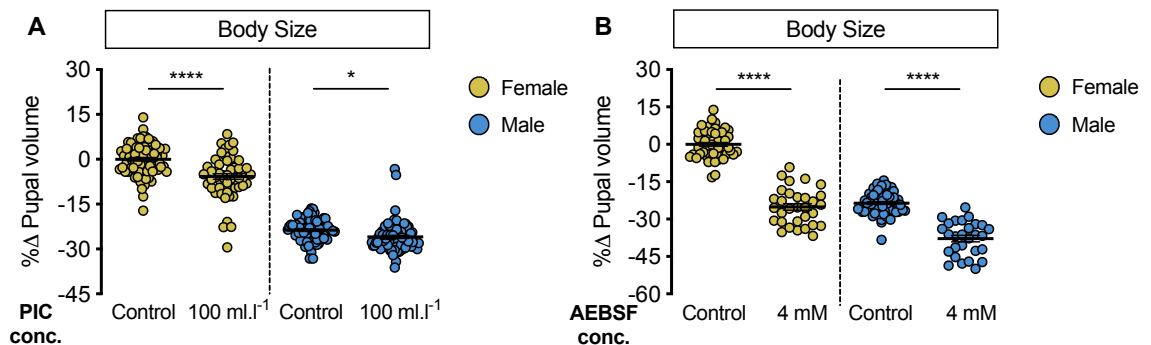 A
Body Size
30
15
0
-15
-30
-45
%Δ Pupal volume
****
*
Female
Male
PIC conc.
Control
100 ml.l⁻¹
Control
100 ml.l⁻¹
B
Body Size
30
15
0
-15
-30
-45
-60
%Δ Pupal volume
****
****
Female
Male
AEBSF conc.
Control
4 mM
Control
4 mM